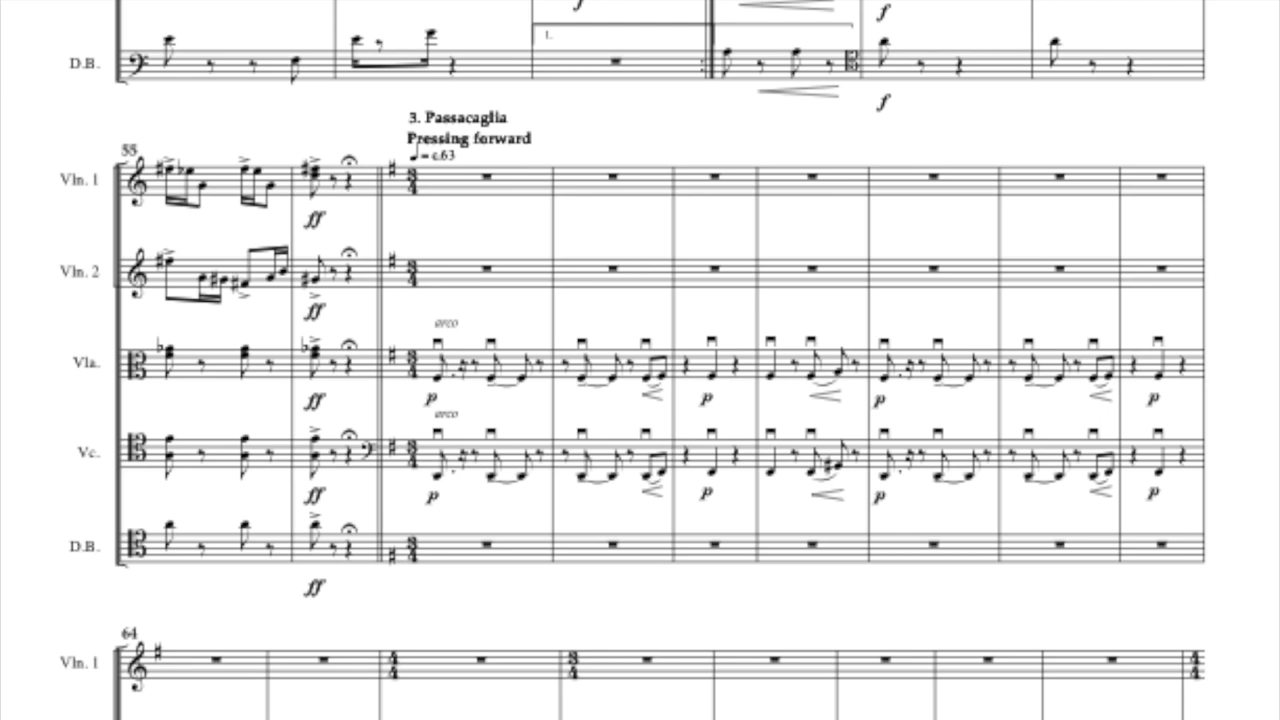 f
f
1.
D.B.
f
3. Passacaglia
Pressing forward
♩ = c.63
55
Vln. 1
ff
Vln. 2
ff
arco
Vla.
ff p p p p
arco
Vc.
ff p p p p
D.B.
ff
64
Vln. 1